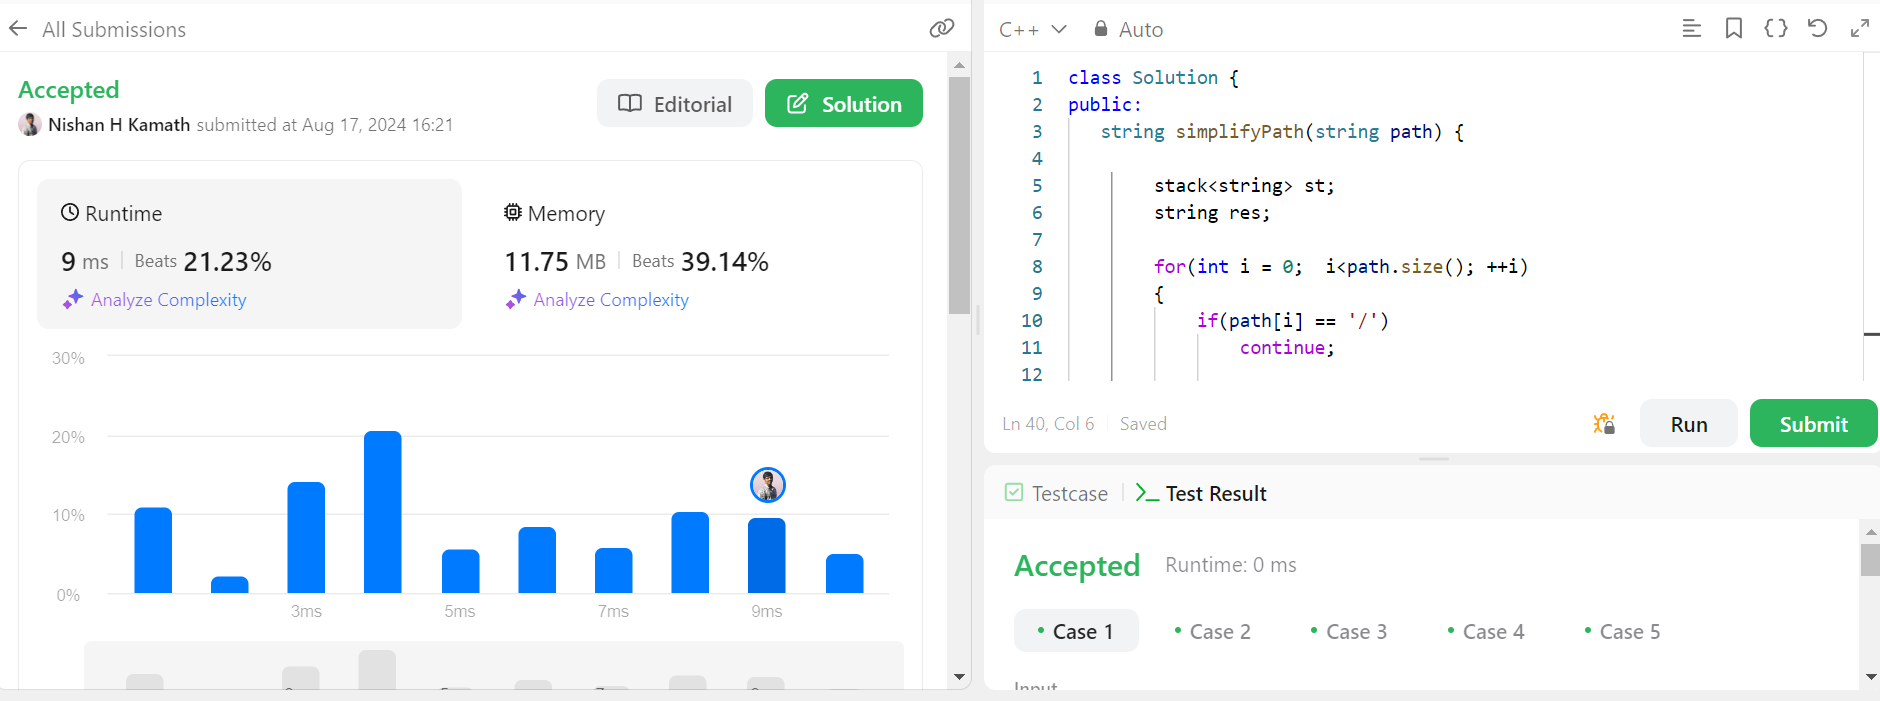 All Submissions
Accepted
Nishan H Kamath submitted at Aug 17, 2024 16:21
Editorial
Solution
Runtime
9 ms | Beats 21.23%
Analyze Complexity
Memory
11.75 MB | Beats 39.14%
Analyze Complexity
30%
20%
10%
0%
3ms 5ms 7ms 9ms
C++ Auto
1 class Solution {
2 public:
3 string simplifyPath(string path) {
4
5 stack<string> st;
6 string res;
7
8 for(int i = 0;  i<path.size(); ++i)
9 {
10 if(path[i] == '/')
11 continue;
12
Ln 40, Col 6 | Saved
Run
Submit
Testcase | >_ Test Result
Accepted Runtime: 0 ms
• Case 1 • Case 2 • Case 3 • Case 4 • Case 5
Input